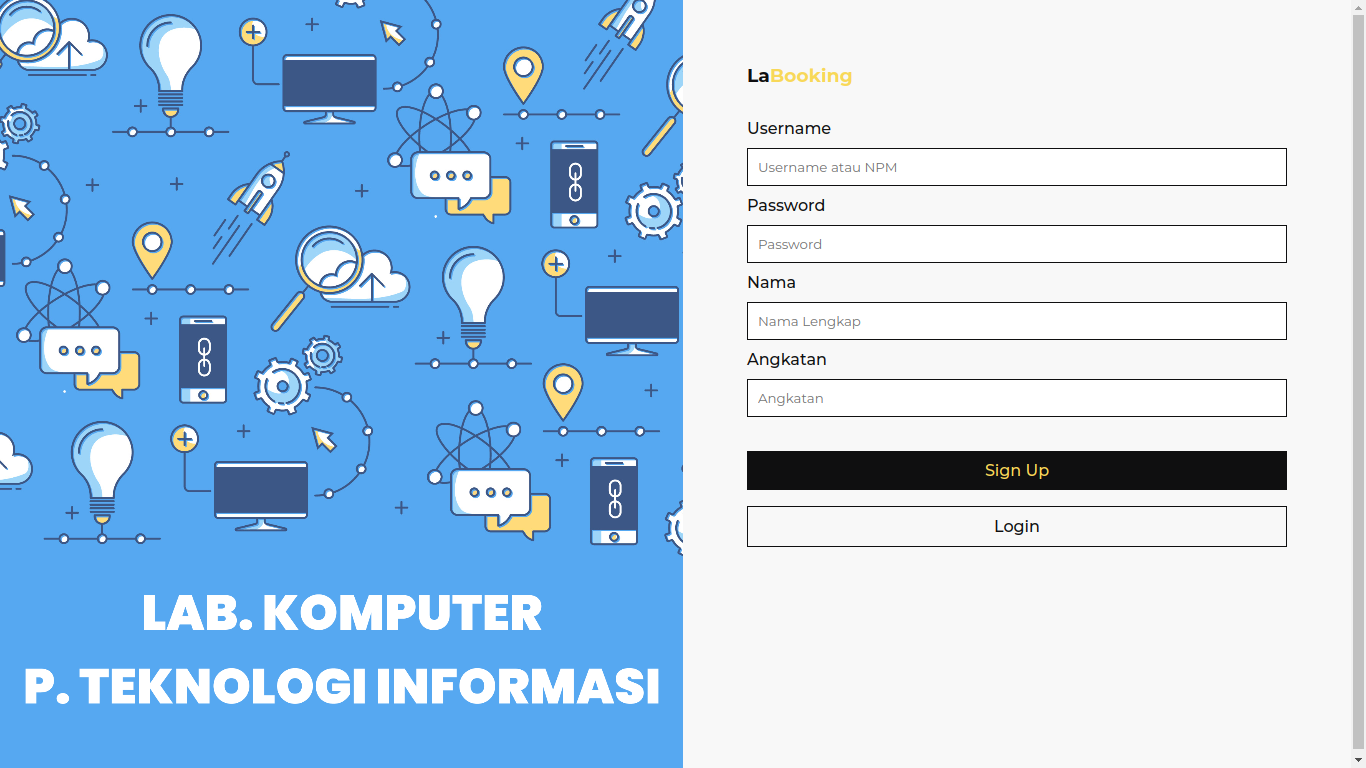 LAB. KOMPUTER
P. TEKNOLOGI INFORMASI
LaBooking
Username
Username atau NPM
Password
Password
Nama
Nama Lengkap
Angkatan
Angkatan
Sign Up
Login